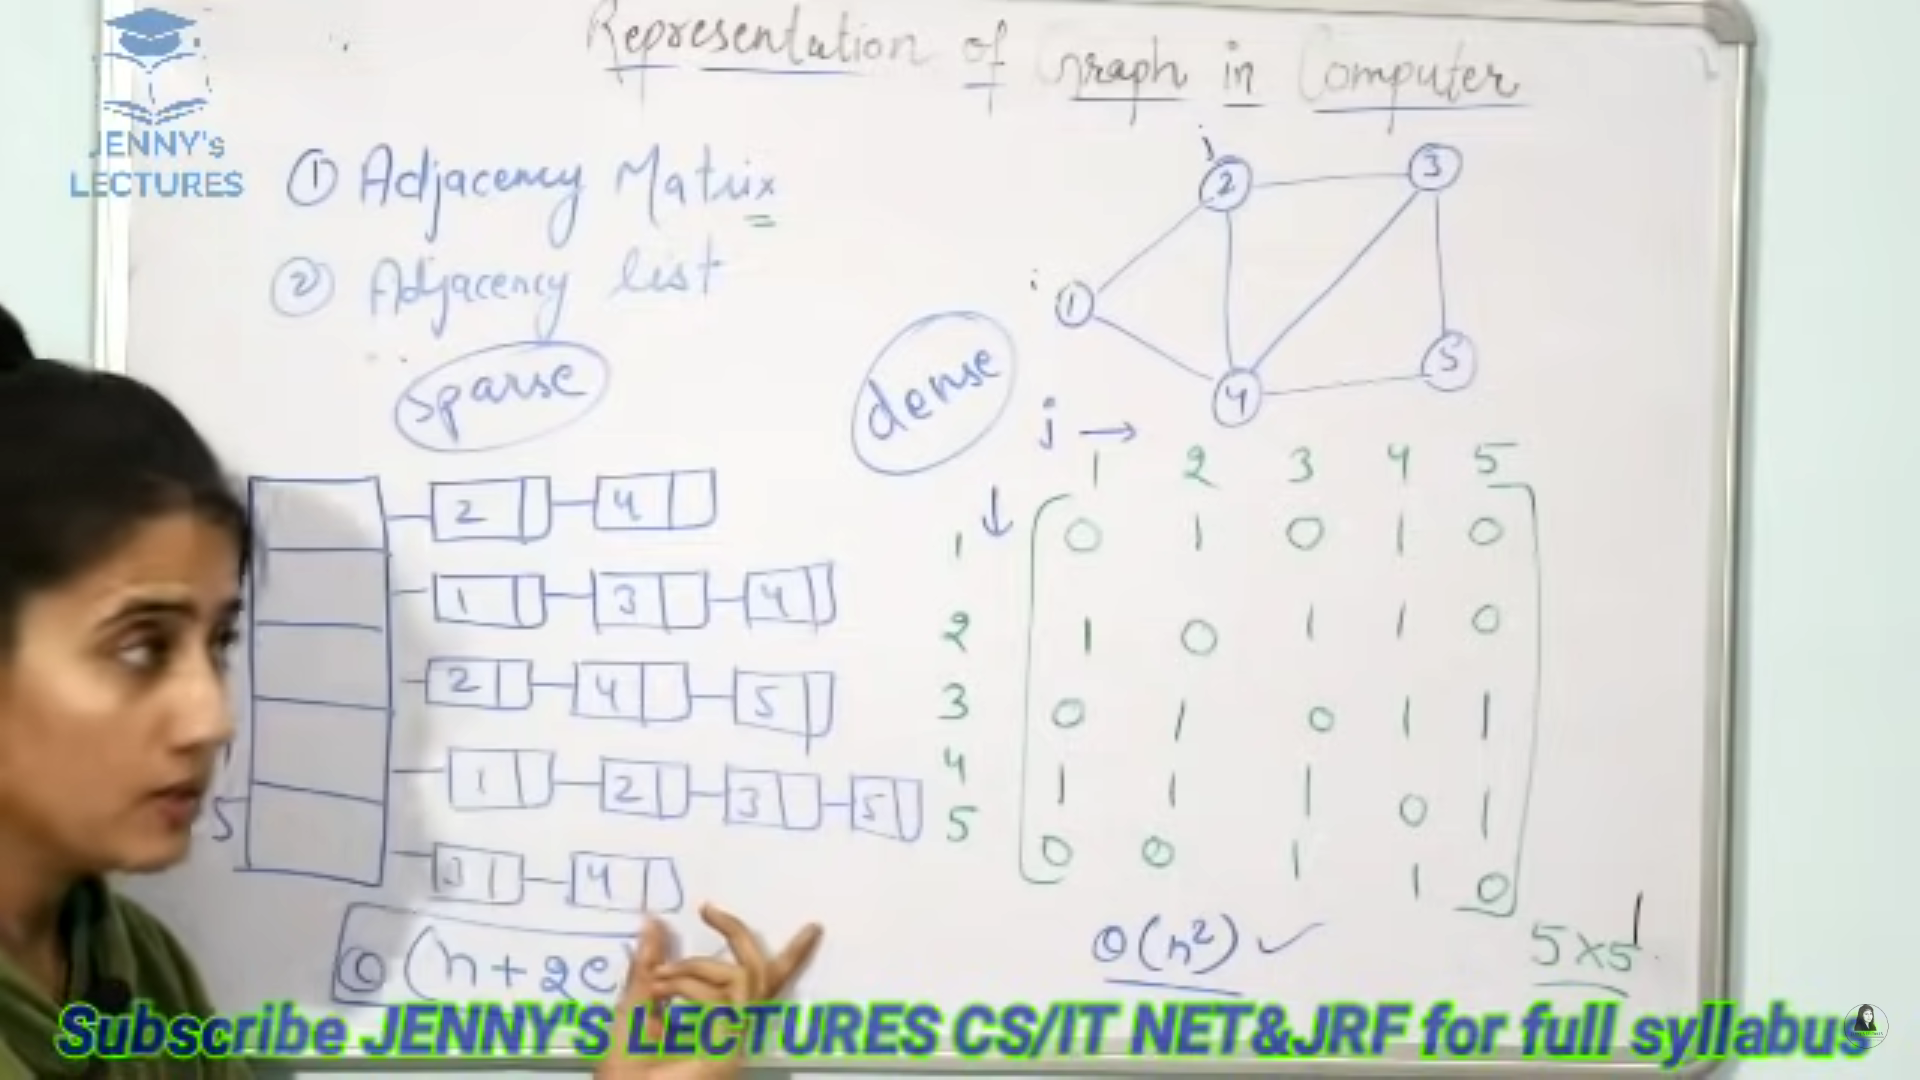 Representation of Graph in Computer
JENNY's
LECTURES
① Adjacency Matrix
② Adjacency list
sparse
dense
j
2
3
i
1
4
5
j →
↓
1 2 3 4 5
1 0 1 0 1 0
2 1 0 1 1 0
3 0 1 0 1 1
4 1 1 1 0 1
5 0 0 1 1 0
2 4
1 3 4
2 4 5
1 2 3 5
5
3 4
Θ(n+2e
Θ(n²) ✓
5×5
Subscribe JENNY'S LECTURES CS/IT NET&JRF for full syllabus